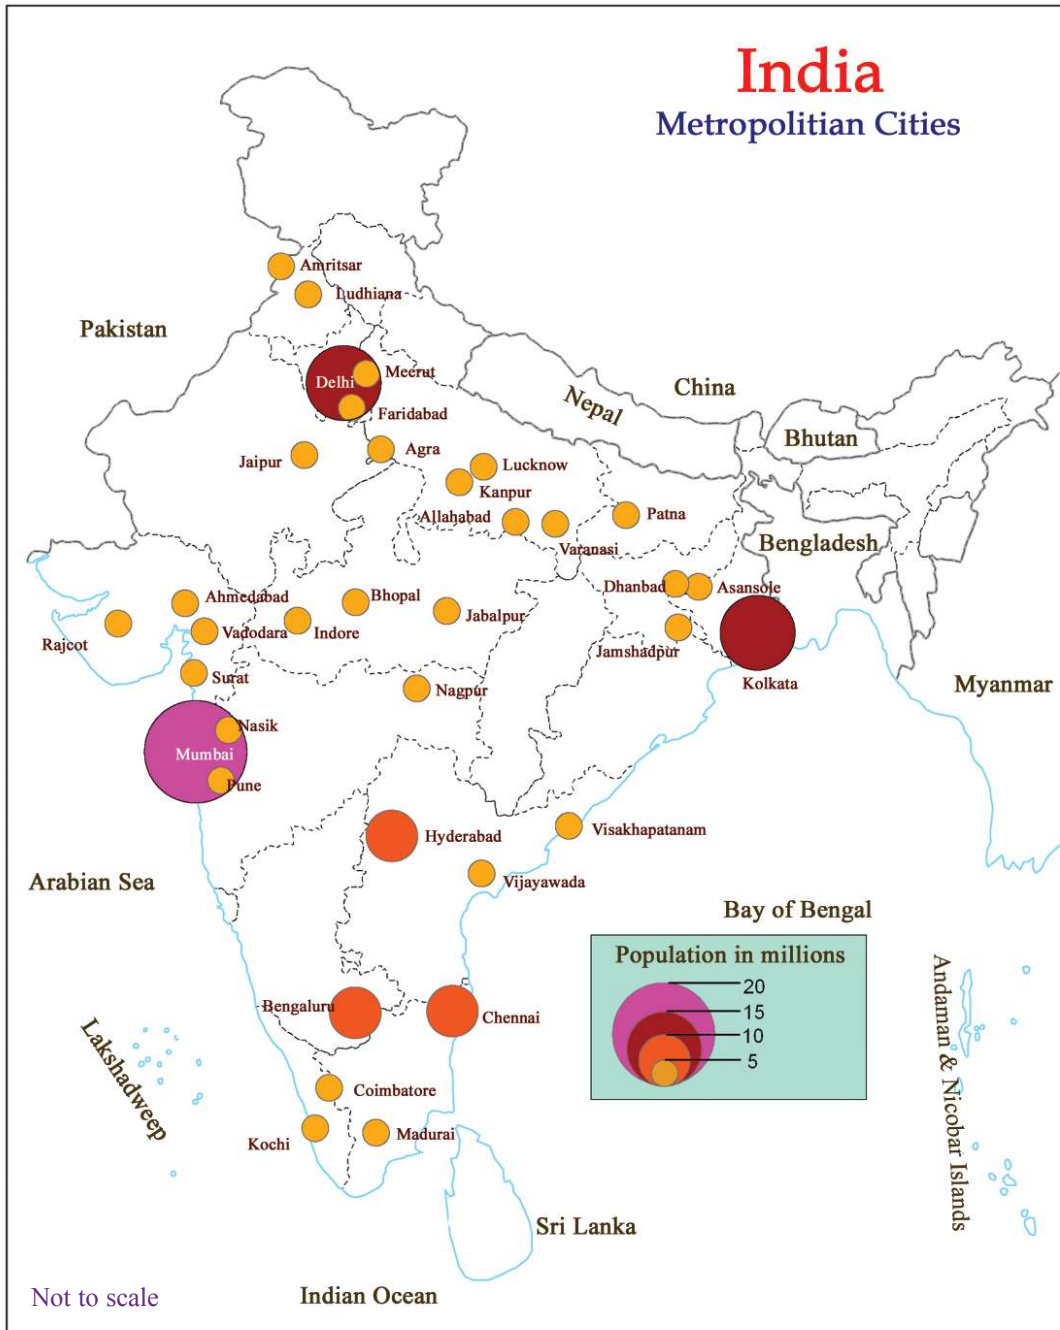 India
Metropolitian Cities
Amritsar
Ludhiana
Pakistan
Delhi
Meerut
Faridabad
China
Nepal
Bhutan
Jaipur
Agra
Lucknow
Kanpur
Allahabad
Varanasi
Patna
Bengladesh
Dhanbad
Asansole
Ahmedabad
Bhopal
Jabalpur
Rajcot
Vadodara
Indore
Jamshadpur
Surat
Nagpur
Kolkata
Myanmar
Nasik
Mumbai
Pune
Hyderabad
Visakhapatanam
Vijayawada
Arabian Sea
Bay of Bengal
Population in millions
20
15
10
5
Bengaluru
Chennai
Andaman & Nicobar Islands
Lakshadweep
Coimbatore
Kochi
Madurai
Sri Lanka
Not to scale
Indian Ocean